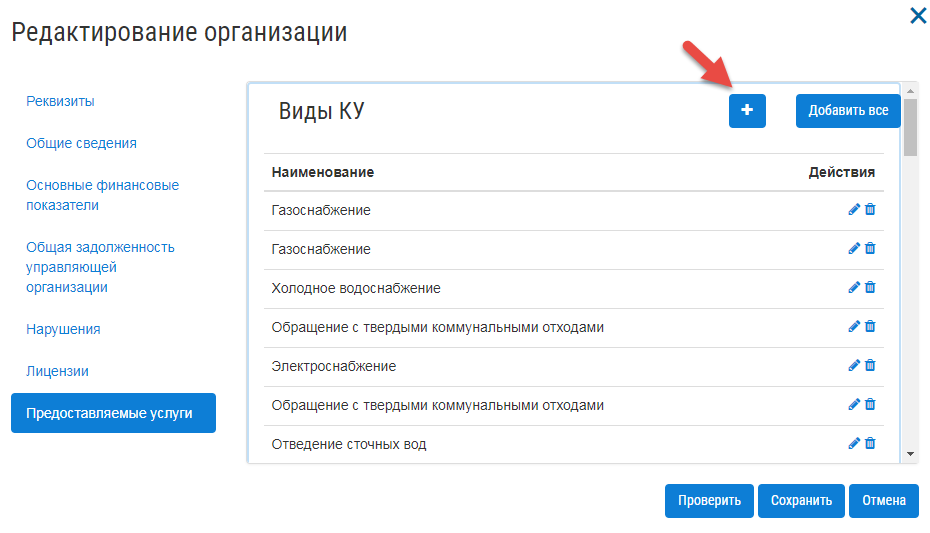 Редактирование организации
Реквизиты
Общие сведения
Основные финансовые
показатели
Общая задолженность
управляющей
организации
Нарушения
Лицензии
Предоставляемые услуги
Виды КУ
Добавить все
Наименование Действия
Газоснабжение
Газоснабжение
Холодное водоснабжение
Обращение с твердыми коммунальными отходами
Электроснабжение
Обращение с твердыми коммунальными отходами
Отведение сточных вод
Проверить Сохранить Отмена